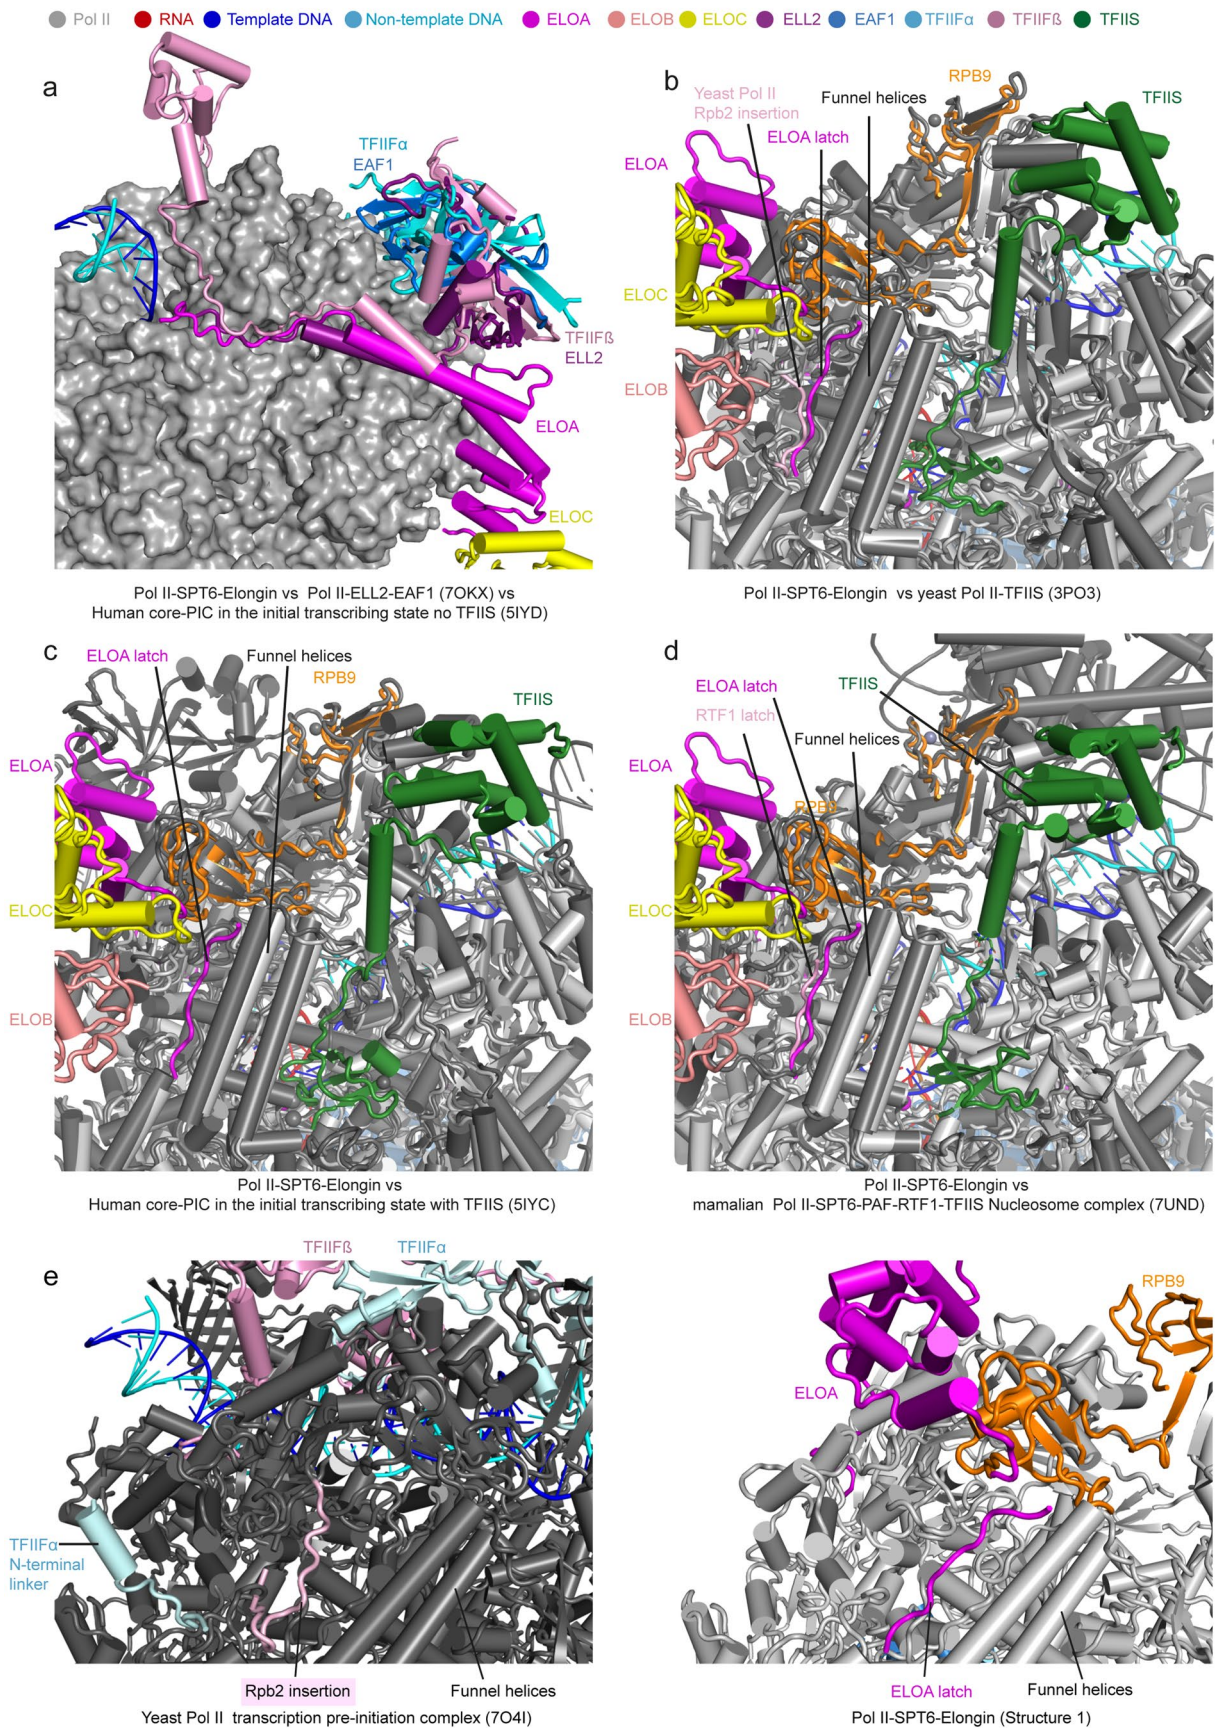 Pol II RNA Template DNA Non-template DNA ELOA ELOB ELOC ELL2 EAF1 TFIIFα TFIIFß TFIIS
a
TFIIFα
EAF1
TFIIFß
ELL2
ELOA
ELOC
Pol II-SPT6-Elongin vs Pol II-ELL2-EAF1 (7OKX) vs
Human core-PIC in the initial transcribing state no TFIIS (5IYD)
b
RPB9
Yeast Pol II
Rpb2 insertion
Funnel helices
TFIIS
ELOA latch
ELOA
ELOC
ELOB
Pol II-SPT6-Elongin vs yeast Pol II-TFIIS (3PO3)
c
ELOA latch
Funnel helices
RPB9
TFIIS
ELOA
ELOC
ELOB
Pol II-SPT6-Elongin vs
Human core-PIC in the initial transcribing state with TFIIS (5IYC)
d
ELOA latch
TFIIS
RTF1 latch
Funnel helices
ELOA
RPB9
ELOC
ELOB
Pol II-SPT6-Elongin vs
mamalian Pol II-SPT6-PAF-RTF1-TFIIS Nucleosome complex (7UND)
e
TFIIFß
TFIIFα
TFIIFα
N-terminal
linker
Rpb2 insertion
Funnel helices
Yeast Pol II transcription pre-initiation complex (7O4I)
RPB9
ELOA
ELOA latch
Funnel helices
Pol II-SPT6-Elongin (Structure 1)